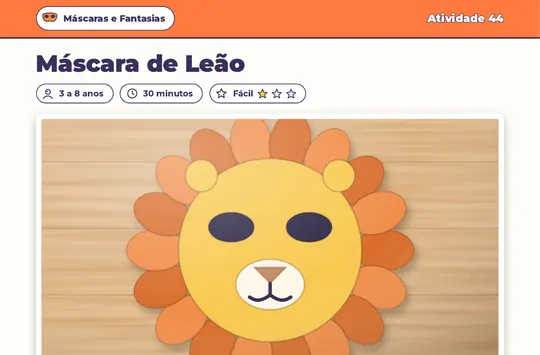 Máscaras e Fantasias
Atividade 44
Máscara de Leão
3 a 8 anos
30 minutos
Fácil